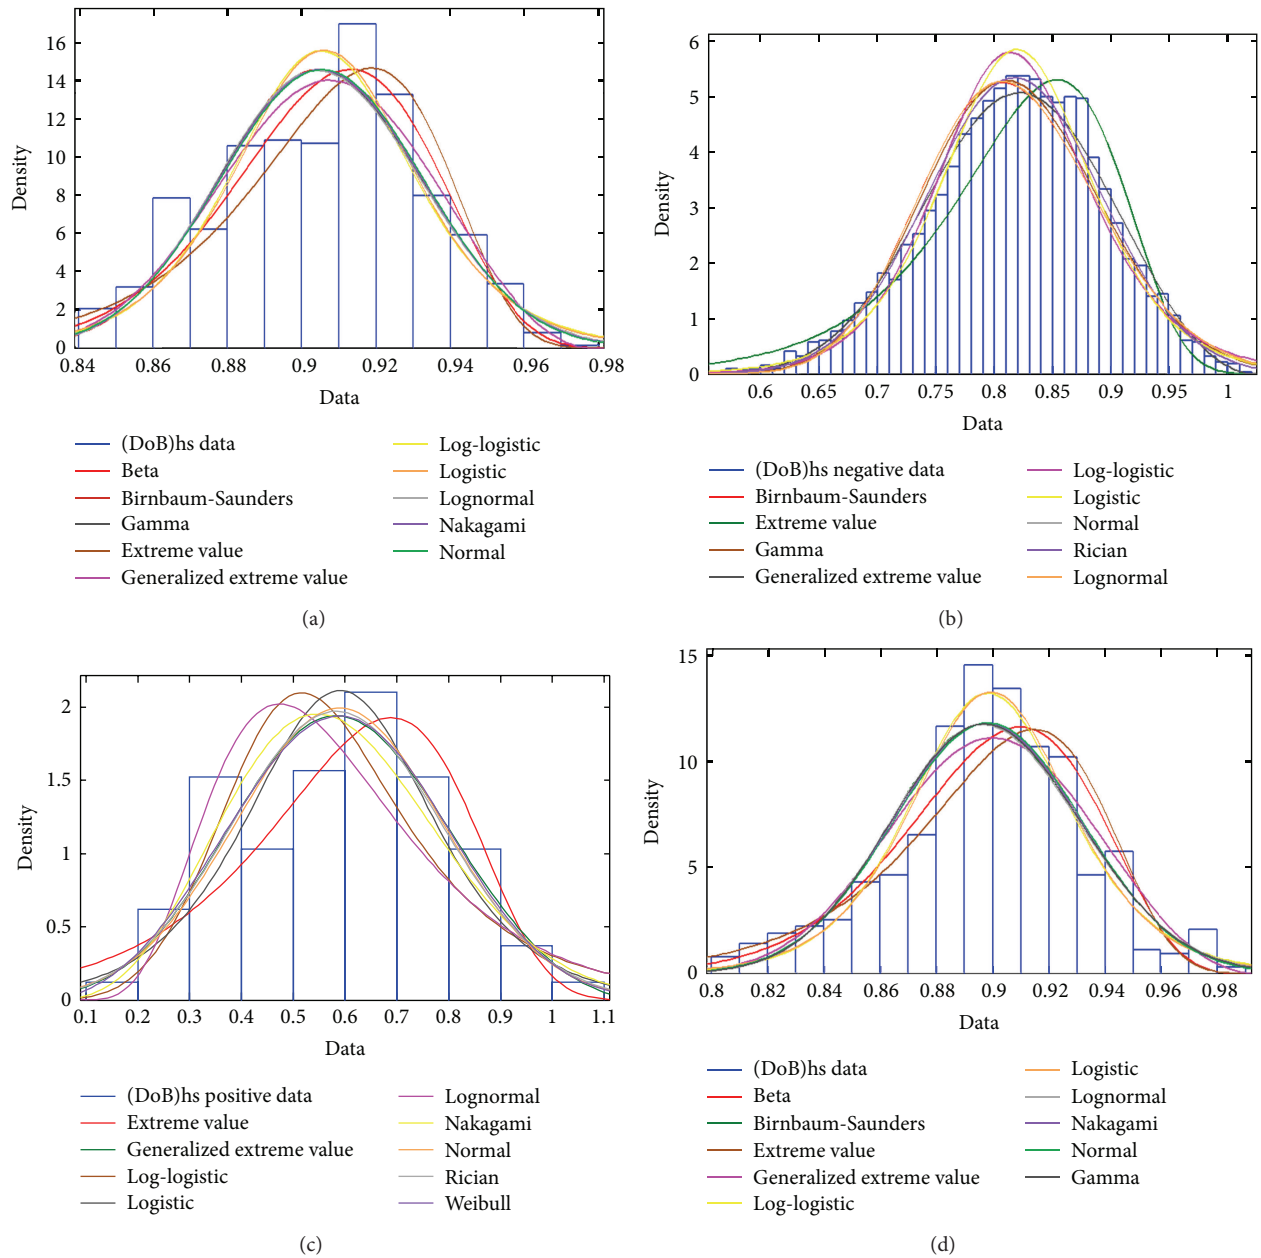 16
14
12
10
8
6
4
2
0
Density
0.84
0.86
0.88
0.9
0.92
0.94
0.96
0.98
Data
(DoB)hs data
Beta
Birnbaum-Saunders
Gamma
Extreme value
Generalized extreme value
Log-logistic
Logistic
Lognormal
Nakagami
Normal
(a)
6
5
4
3
2
1
0
Density
0.6
0.65
0.7
0.75
0.8
0.85
0.9
0.95
1
Data
(DoB)hs negative data
Birnbaum-Saunders
Extreme value
Gamma
Generalized extreme value
Log-logistic
Logistic
Normal
Rician
Lognormal
(b)
2
1.5
1
0.5
0
Density
0.1
0.2
0.3
0.4
0.5
0.6
0.7
0.8
0.9
1
1.1
Data
(DoB)hs positive data
Extreme value
Generalized extreme value
Log-logistic
Logistic
Lognormal
Nakagami
Normal
Rician
Weibull
(c)
15
10
5
0
Density
0.8
0.82
0.84
0.86
0.88
0.9
0.92
0.94
0.96
0.98
Data
(DoB)hs data
Beta
Birnbaum-Saunders
Extreme value
Generalized extreme value
Log-logistic
Logistic
Lognormal
Nakagami
Normal
Gamma
(d)